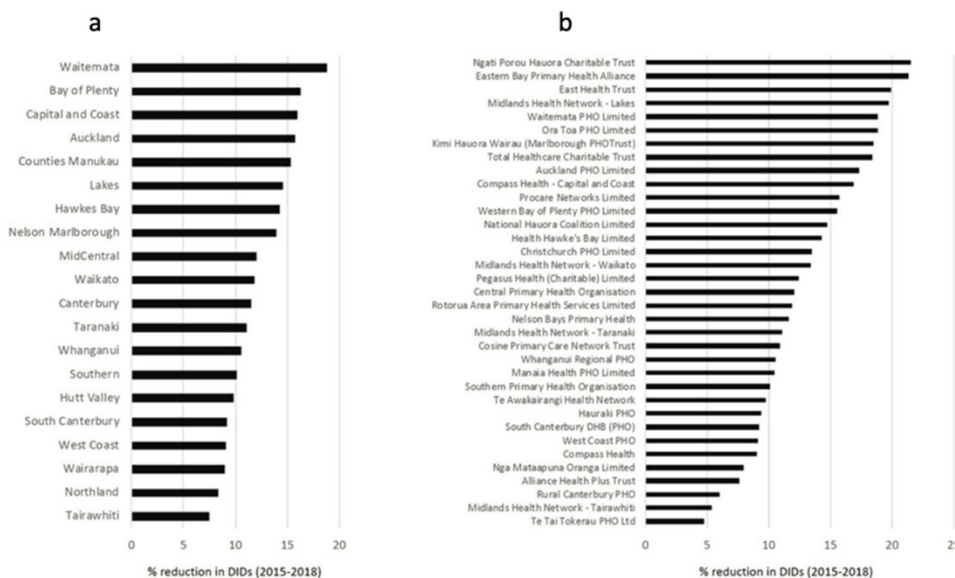 a
Waitemata
Bay of Plenty
Capital and Coast
Auckland
Counties Manukau
Lakes
Hawkes Bay
Nelson Marlborough
MidCentral
Waikato
Canterbury
Taranaki
Whanganui
Southern
Hutt Valley
South Canterbury
West Coast
Wairarapa
Northland
Tairawhiti
0 5 10 15 20
% reduction in DIDs (2015-2018)
b
Ngati Porou Hauora Charitable Trust
Eastern Bay Primary Health Alliance
East Health Trust
Midlands Health Network - Lakes
Waitemata PHO Limited
Ora Toa PHO Limited
Kimi Hauora Wairau (Marlborough PHOTrust)
Total Healthcare Charitable Trust
Auckland PHO Limited
Compass Health - Capital and Coast
Procare Networks Limited
Western Bay of Plenty PHO Limited
National Hauora Coalition Limited
Health Hawke's Bay Limited
Christchurch PHO Limited
Midlands Health Network - Waikato
Pegasus Health (Charitable) Limited
Central Primary Health Organisation
Rotorua Area Primary Health Services Limited
Nelson Bays Primary Health
Midlands Health Network - Taranaki
Cosine Primary Care Network Trust
Whanganui Regional PHO
Manaia Health PHO Limited
Southern Primary Health Organisation
Te Awakairangi Health Network
Hauraki PHO
South Canterbury DHB (PHO)
West Coast PHO
Compass Health
Nga Mataapuna Oranga Limited
Alliance Health Plus Trust
Rural Canterbury PHO
Midlands Health Network - Tairawhiti
Te Tai Tokerau PHO Ltd
0 5 10 15 20 25
% reduction in DIDs (2015-2018)